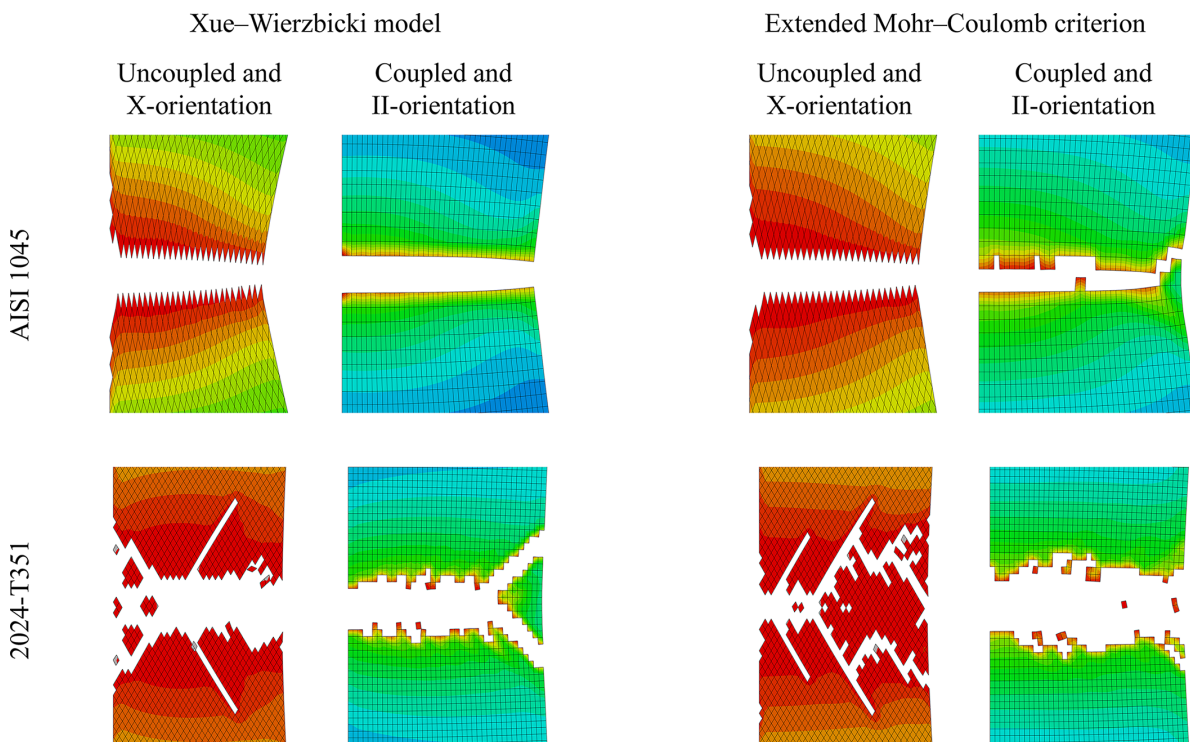 Xue–Wierzbicki model
Extended Mohr–Coulomb criterion
Uncoupled and
X-orientation
Coupled and
II-orientation
Uncoupled and
X-orientation
Coupled and
II-orientation
AISI 1045
2024-T351